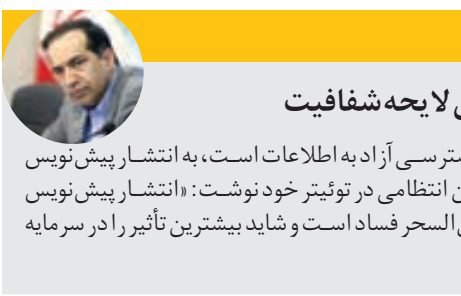 لایحه شفافیت
سترسی آزاد به اطلاعات است، به انتشار پیش‌نویس
انتظامی در توئیتر خود نوشت: «انتشار پیش‌نویس
السحر فساد است و شاید بیشترین تأثیر را در سرمایه